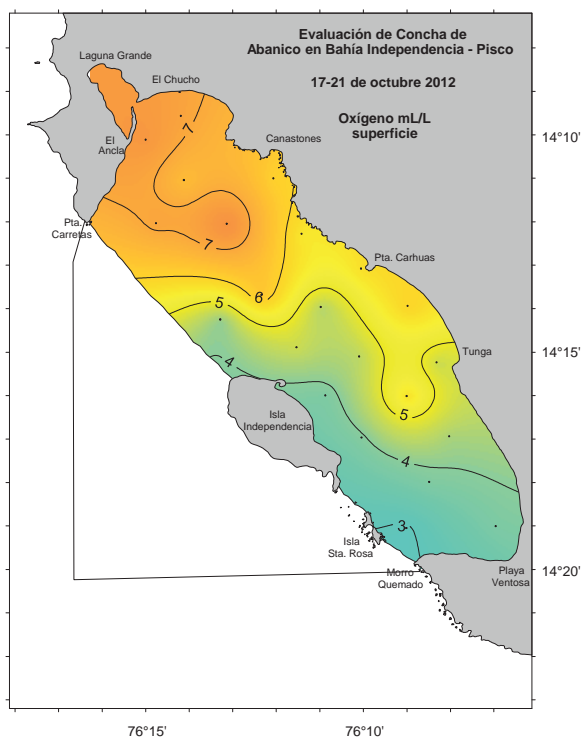 Evaluación de Concha de
Abanico en Bahía Independencia - Pisco
17-21 de octubre 2012
Oxígeno mL/L
superficie
Laguna Grande
El Chucho
14°10'
El
Ancla
Canastones
7
Pta.
Carretas
7
Pta. Carhuas
6
5
14°15'
Tunga
4
Isla
Independencia
5
4
3
Isla
Sta. Rosa
Morro
Quemado
Playa
Ventosa
14°20'
76°15'
76°10'